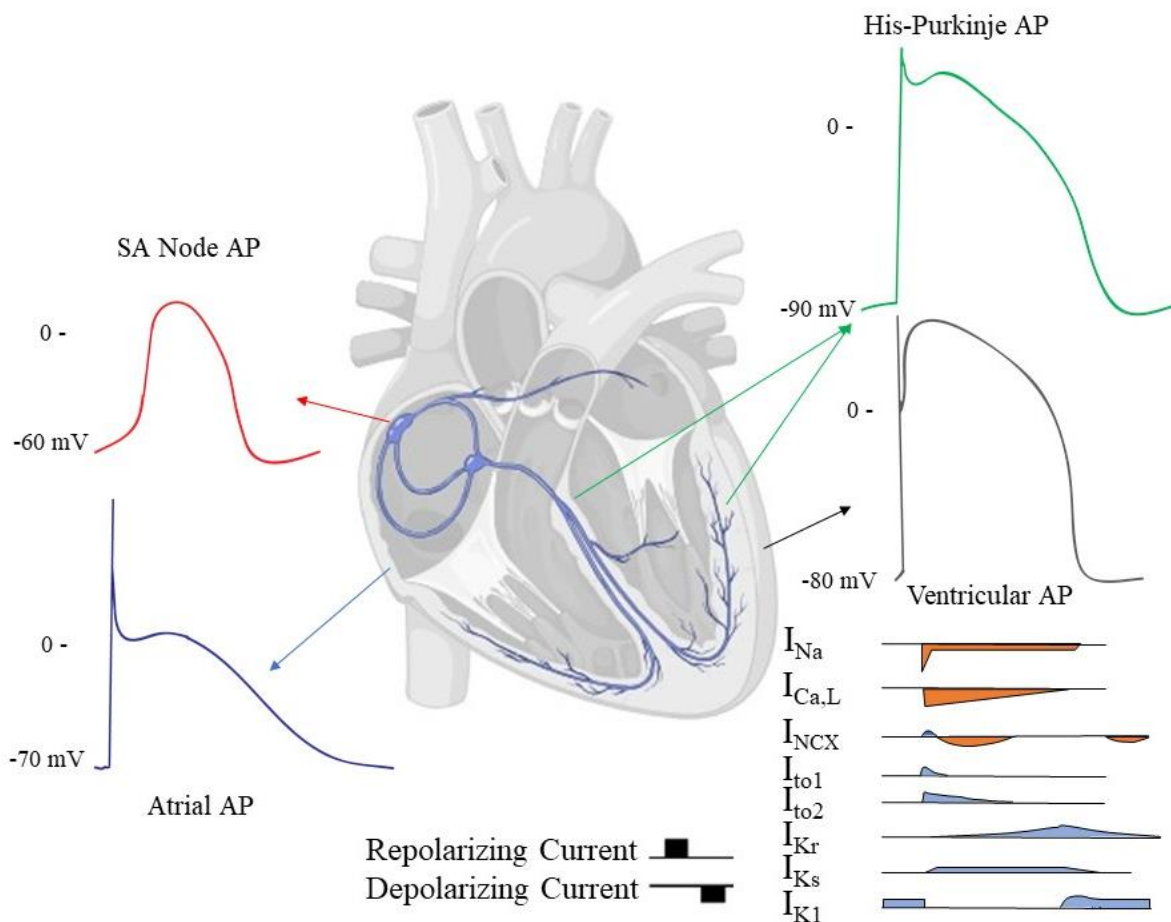 His-Purkinje AP
0 -
-90 mV
SA Node AP
0 -
-60 mV
0 -
-80 mV
Ventricular AP
0 -
-70 mV
Atrial AP
I_Na
I_Ca,L
I_NCX
I_to1
I_to2
I_Kr
I_Ks
I_K1
Repolarizing Current
Depolarizing Current